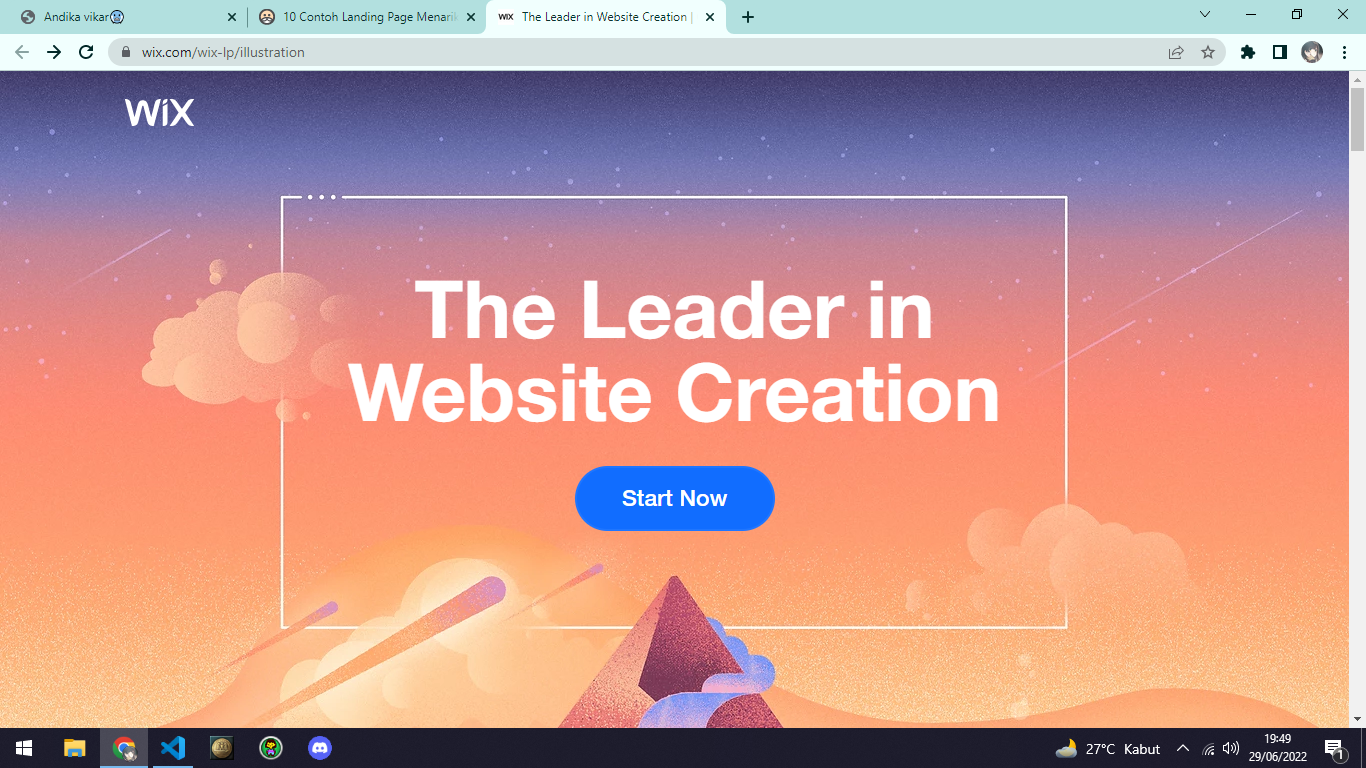 Andika vikar
10 Contoh Landing Page Menarik
WIX The Leader in Website Creation |
wix.com/wix-lp/illustration
WiX
The Leader in
Website Creation
Start Now
27°C Kabut
19:49
29/06/2022
1